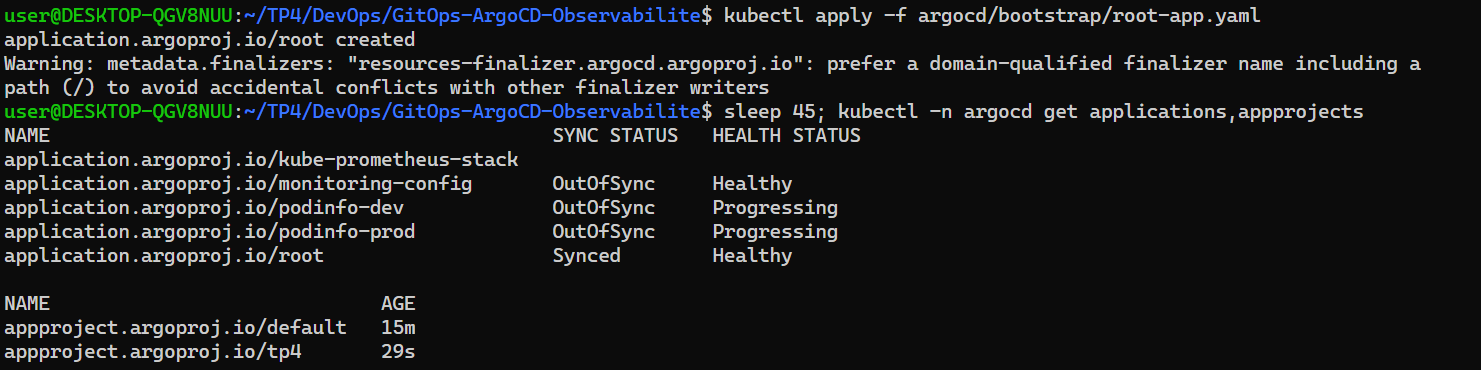 user@DESKTOP-QGV8NUU:~/TP4/DevOps/GitOps-ArgoCD-Observabilite$ kubectl apply -f argocd/bootstrap/root-app.yaml
application.argoproj.io/root created
Warning: metadata.finalizers: "resources-finalizer.argocd.argoproj.io": prefer a domain-qualified finalizer name including a
path (/) to avoid accidental conflicts with other finalizer writers
user@DESKTOP-QGV8NUU:~/TP4/DevOps/GitOps-ArgoCD-Observabilite$ sleep 45; kubectl -n argocd get applications,appprojects
NAME                                            SYNC STATUS   HEALTH STATUS
application.argoproj.io/kube-prometheus-stack
application.argoproj.io/monitoring-config       OutOfSync     Healthy
application.argoproj.io/podinfo-dev             OutOfSync     Progressing
application.argoproj.io/podinfo-prod            OutOfSync     Progressing
application.argoproj.io/root                    Synced        Healthy

NAME                             AGE
appproject.argoproj.io/default   15m
appproject.argoproj.io/tp4       29s